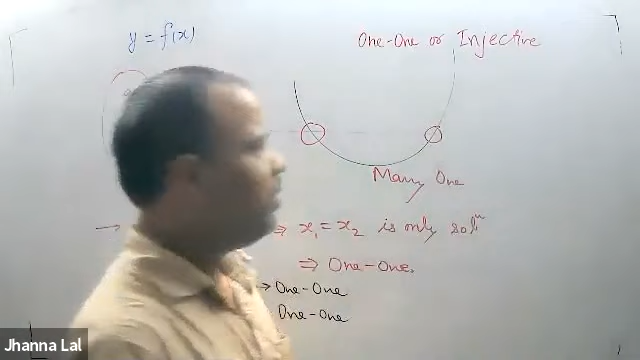 y = f(x)
One-One or Injective
Many One
⇒ x₁ = x₂ is only solⁿ
⇒ One-One.
→ One-One
One-One
Jhanna Lal